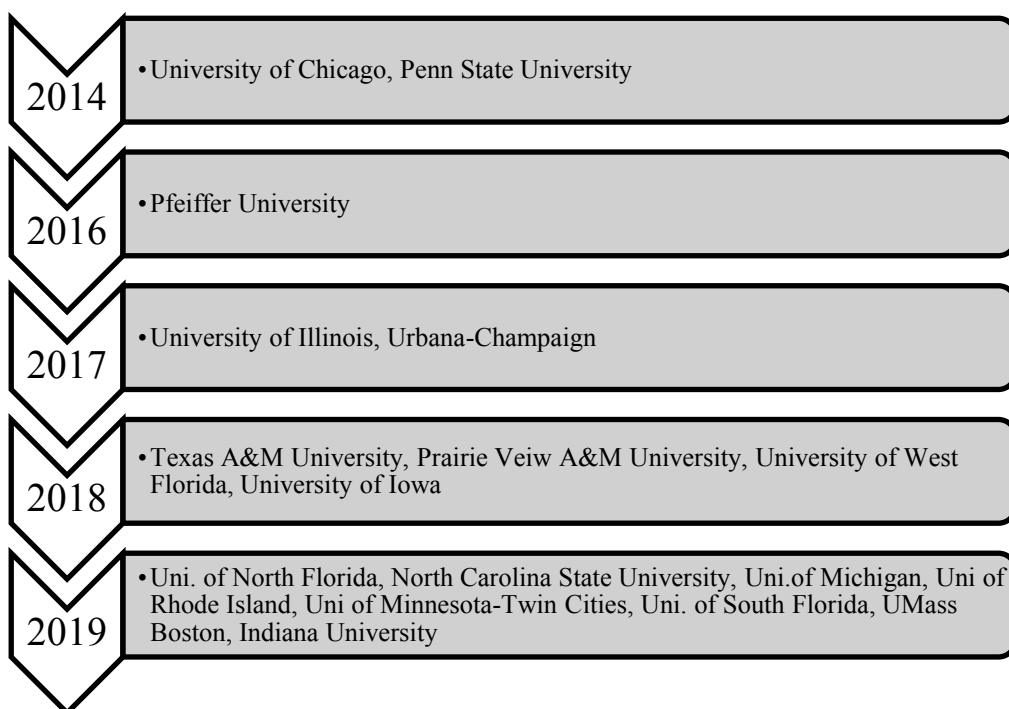 2014
•University of Chicago, Penn State University
2016
•Pfeiffer University
2017
•University of Illinois, Urbana-Champaign
2018
•Texas A&M University, Prairie Veiw A&M University, University of West
Florida, University of Iowa
2019
•Uni. of North Florida, North Carolina State University, Uni.of Michigan, Uni of
Rhode Island, Uni of Minnesota-Twin Cities, Uni. of South Florida, UMass
Boston, Indiana University